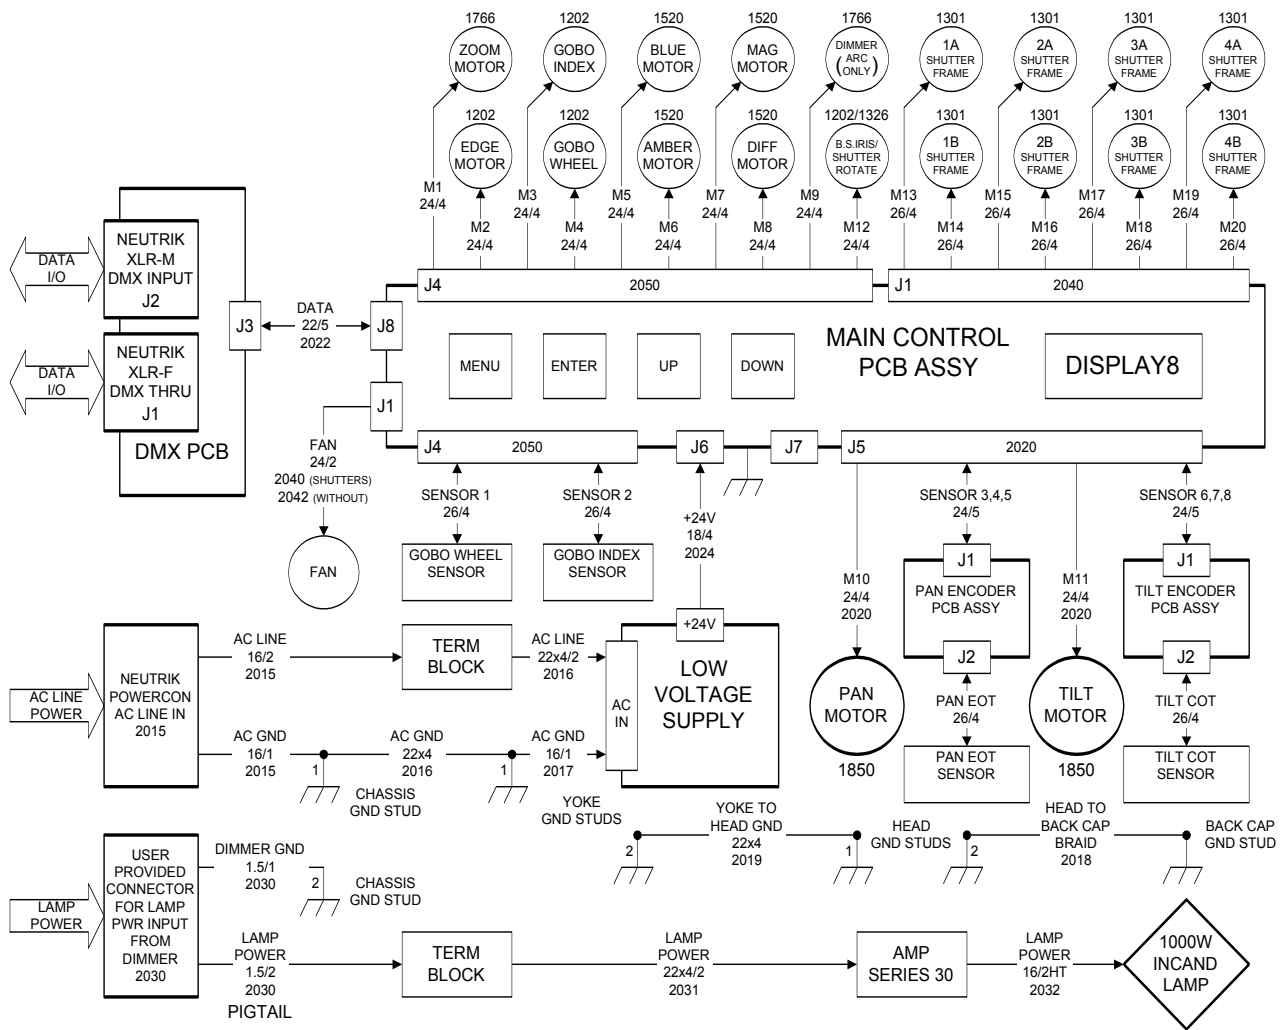 1766
1202
1520
1520
1766
1301
1301
1301
1301
ZOOM
MOTOR
GOBO
INDEX
BLUE
MOTOR
MAG
MOTOR
DIMMER
(ARC
ONLY)
1A
SHUTTER
FRAME
2A
SHUTTER
FRAME
3A
SHUTTER
FRAME
4A
SHUTTER
FRAME
1202
1202
1520
1520
1202/1326
1301
1301
1301
1301
EDGE
MOTOR
GOBO
WHEEL
AMBER
MOTOR
DIFF
MOTOR
B.S.IRIS/
SHUTTER
ROTATE
1B
SHUTTER
FRAME
2B
SHUTTER
FRAME
3B
SHUTTER
FRAME
4B
SHUTTER
FRAME
M1
24/4
M3
24/4
M5
24/4
M7
24/4
M9
24/4
M13
26/4
M15
26/4
M17
26/4
M19
26/4
M2
24/4
M4
24/4
M6
24/4
M8
24/4
M12
24/4
M14
26/4
M16
26/4
M18
26/4
M20
26/4
DATA
I/O
NEUTRIK
XLR-M
DMX INPUT
J2
DATA
I/O
NEUTRIK
XLR-F
DMX THRU
J1
DMX PCB
J3
DATA
22/5
2022
J8
J1
J4
2050
J1
2040
MENU
ENTER
UP
DOWN
MAIN CONTROL
PCB ASSY
DISPLAY8
J4
2050
J6
J7
J5
2020
FAN
24/2
2040 (SHUTTERS)
2042 (WITHOUT)
FAN
SENSOR 1
26/4
GOBO WHEEL
SENSOR
SENSOR 2
26/4
GOBO INDEX
SENSOR
+24V
18/4
2024
+24V
SENSOR 3,4,5
24/5
SENSOR 6,7,8
24/5
M10
24/4
2020
J1
PAN ENCODER
PCB ASSY
J2
M11
24/4
2020
J1
TILT ENCODER
PCB ASSY
J2
PAN
MOTOR
1850
PAN EOT
26/4
PAN EOT
SENSOR
TILT
MOTOR
1850
TILT COT
26/4
TILT COT
SENSOR
AC LINE
POWER
NEUTRIK
POWERCON
AC LINE IN
2015
AC LINE
16/2
2015
TERM
BLOCK
AC LINE
22x4/2
2016
AC
IN
LOW
VOLTAGE
SUPPLY
AC GND
16/1
2015
1
CHASSIS
GND STUD
AC GND
22x4
2016
1
AC GND
16/1
2017
YOKE
GND STUDS
2
YOKE TO
HEAD GND
22x4
2019
1
HEAD
GND STUDS
2
HEAD TO
BACK CAP
BRAID
2018
BACK CAP
GND STUD
LAMP
POWER
USER
PROVIDED
CONNECTOR
FOR LAMP
PWR INPUT
FROM
DIMMER
2030
DIMMER GND
1.5/1
2030
2
CHASSIS
GND STUD
LAMP
POWER
1.5/2
2030
PIGTAIL
TERM
BLOCK
LAMP
POWER
22x4/2
2031
AMP
SERIES 30
LAMP
POWER
16/2HT
2032
1000W
INCAND
LAMP